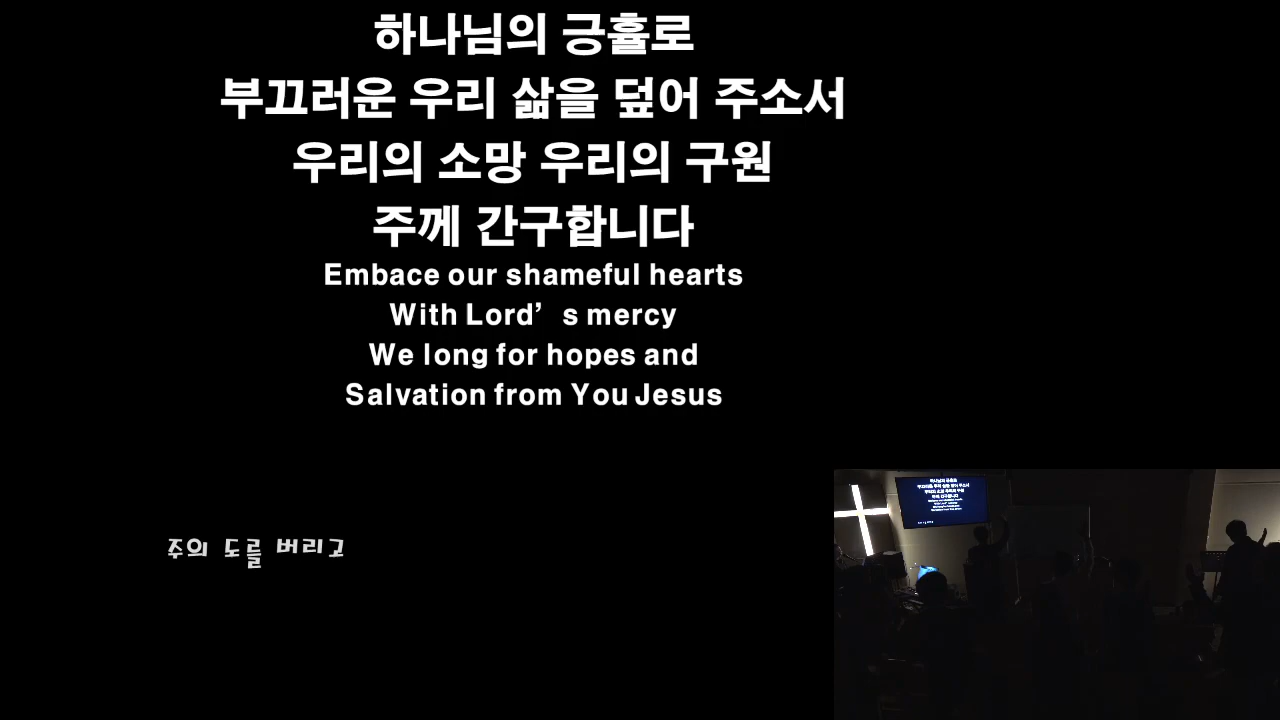 하나님의 긍휼로
부끄러운 우리 삶을 덮어 주소서
우리의 소망 우리의 구원
주께 간구합니다
Embace our shameful hearts
With Lord’ s mercy
We long for hopes and
Salvation from You Jesus
주의 도를 버리고